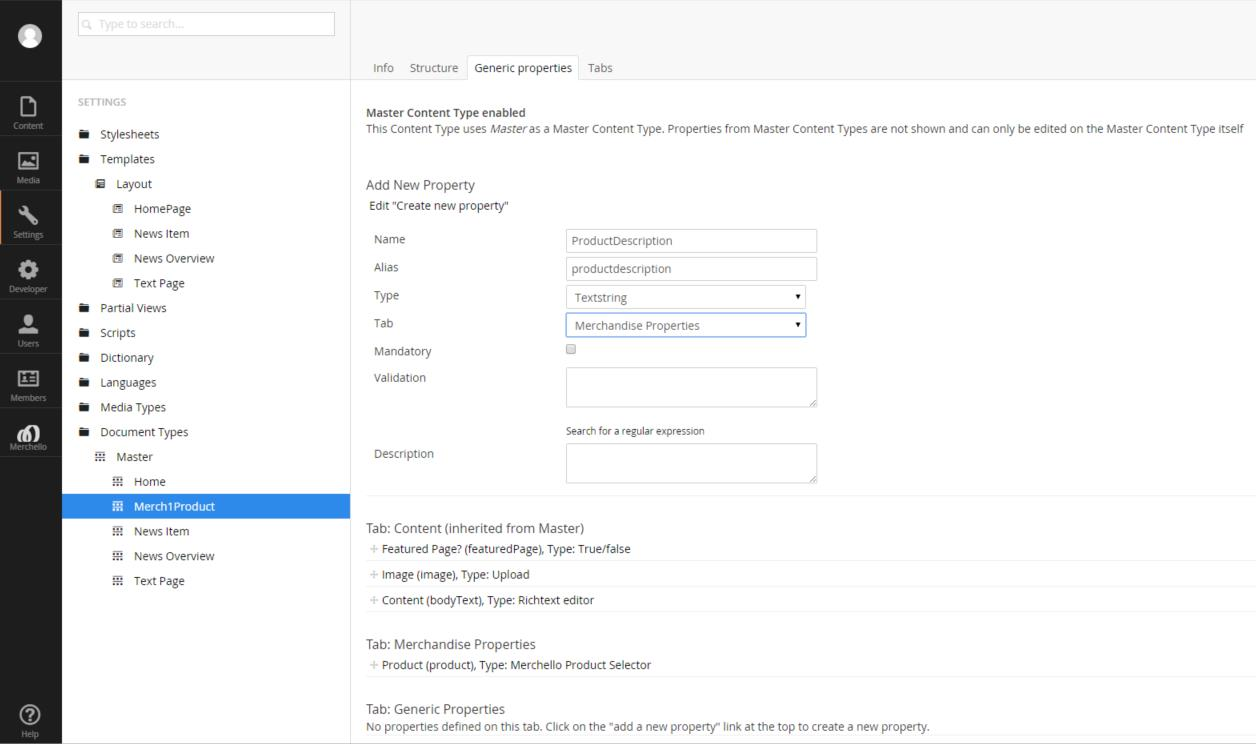 Type to search...
Content
Media
Settings
Developer
Users
Members
Merchello
Help
SETTINGS
Stylesheets
Templates
Layout
HomePage
News Item
News Overview
Text Page
Partial Views
Scripts
Dictionary
Languages
Media Types
Document Types
Master
Home
Merch1Product
News Item
News Overview
Text Page
Info Structure Generic properties Tabs
Master Content Type enabled
This Content Type uses Master as a Master Content Type. Properties from Master Content Types are not shown and can only be edited on the Master Content Type itself
Add New Property
Edit "Create new property"
Name ProductDescription
Alias productdescription
Type Textstring
Tab Merchandise Properties
Mandatory
Validation
Search for a regular expression
Description
Tab: Content (inherited from Master)
Featured Page? (featuredPage), Type: True/false
Image (image), Type: Upload
Content (bodyText), Type: Richtext editor
Tab: Merchandise Properties
Product (product), Type: Merchello Product Selector
Tab: Generic Properties
No properties defined on this tab. Click on the "add a new property" link at the top to create a new property.